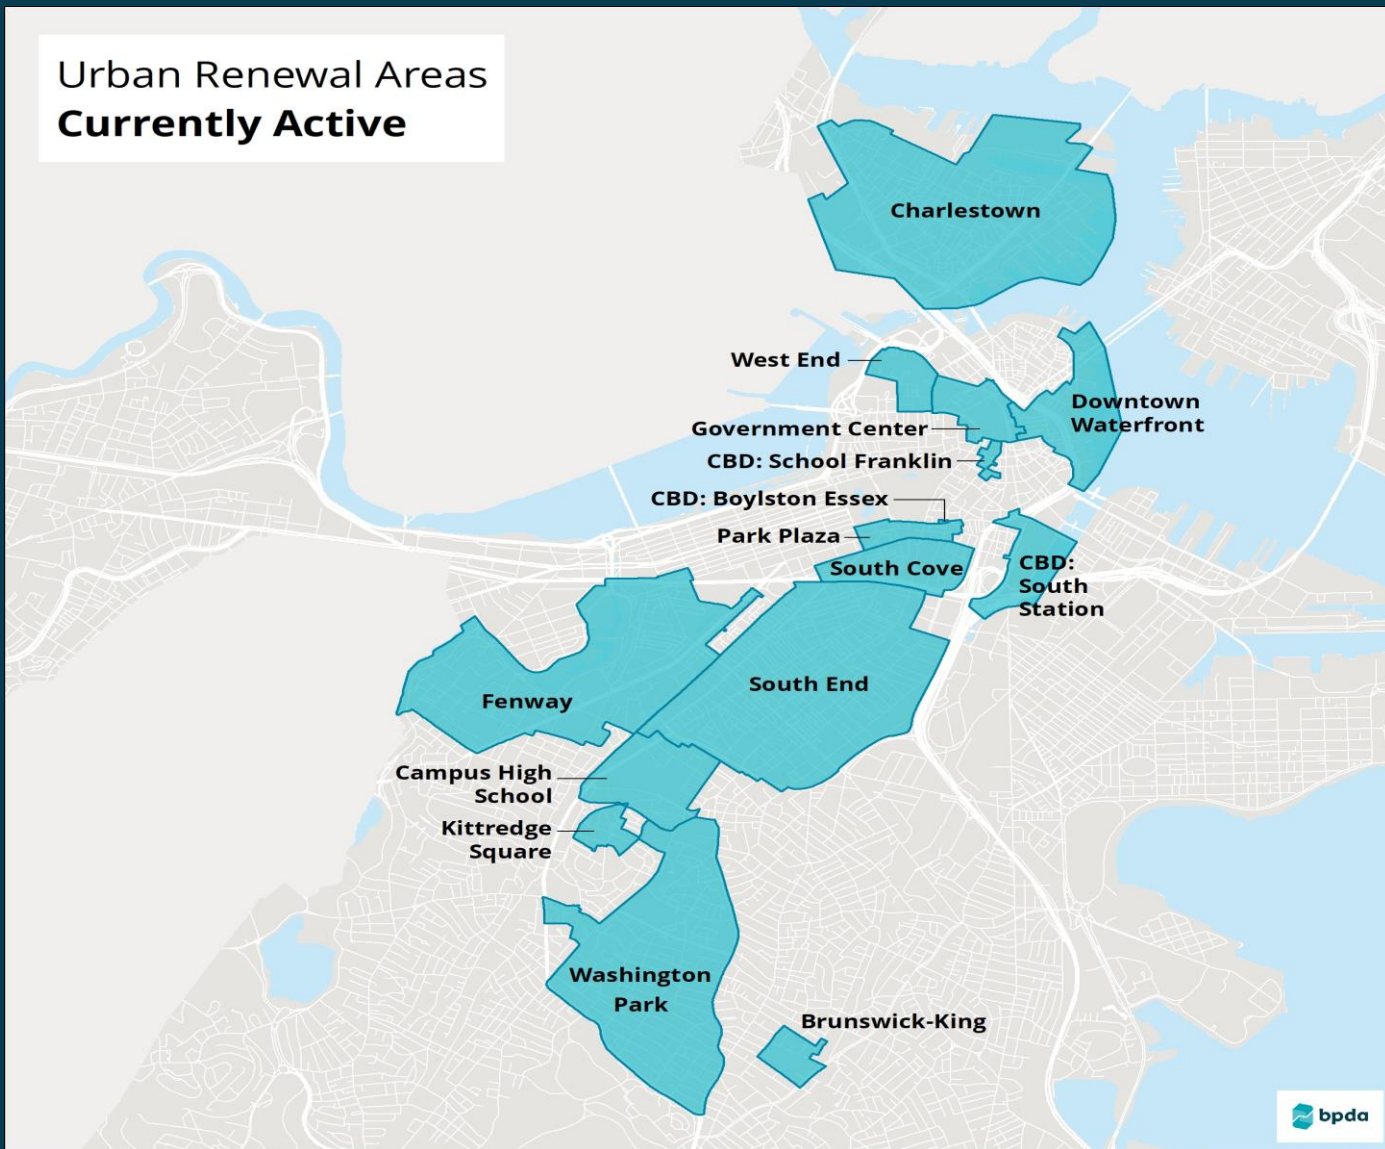 Urban Renewal Areas
Currently Active
Charlestown
West End
Downtown
Waterfront
Government Center
CBD: School Franklin
CBD: Boylston Essex
Park Plaza
South Cove
CBD:
South
Station
South End
Fenway
Campus High
School
Kittredge
Square
Washington
Park
Brunswick-King
bpda